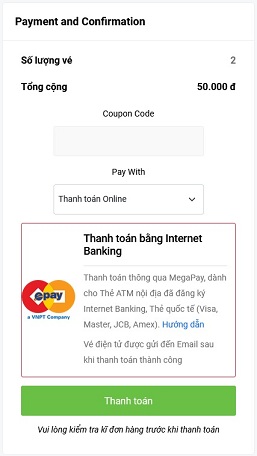 Payment and Confirmation
Số lượng vé 2
Tổng cộng 50.000 đ
Coupon Code
Pay With
Thanh toán Online
Thanh toán bằng Internet
Banking
epay
a VNPT Company
Thanh toán thông qua MegaPay, dành
cho Thẻ ATM nội địa đã đăng ký
Internet Banking, Thẻ quốc tế (Visa,
Master, JCB, Amex). Hướng dẫn
Vé điện tử được gửi đến Email sau
khi thanh toán thành công
Thanh toán
Vui lòng kiểm tra kĩ đơn hàng trước khi thanh toán